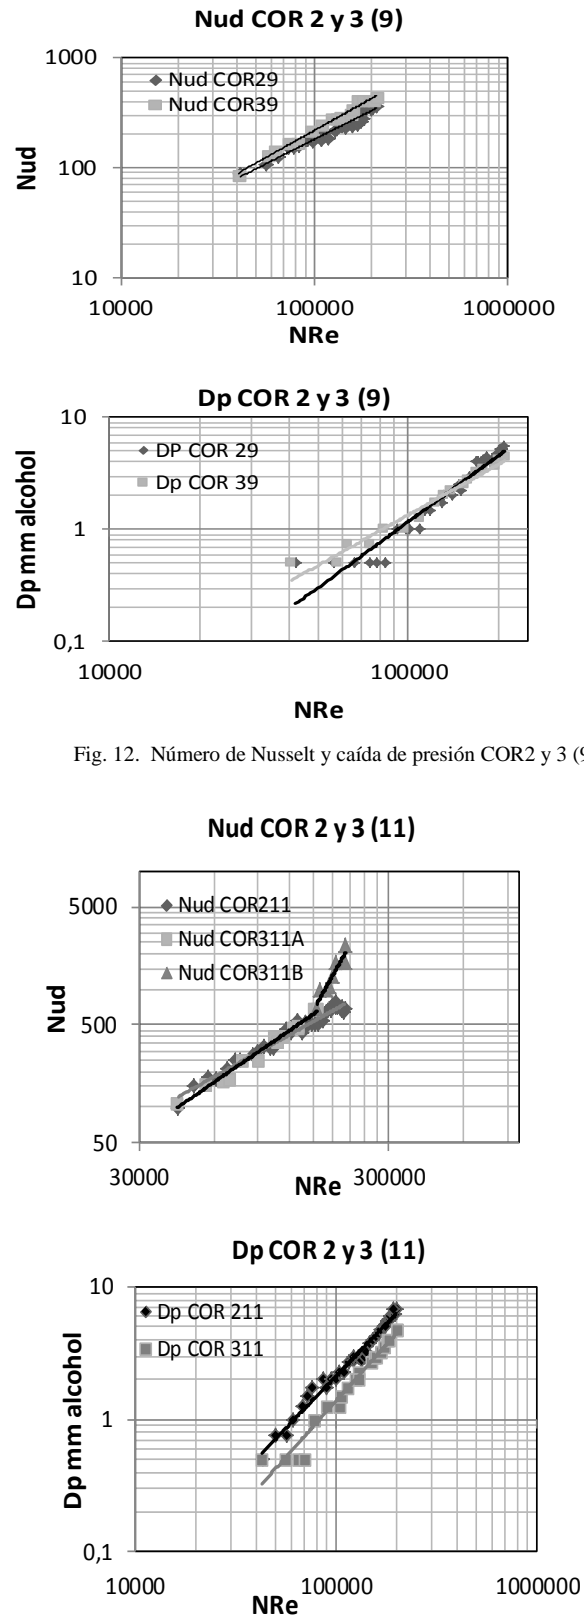 Nud COR 2 y 3 (9)
1000
Nud COR29
Nud COR39
Nud
100
10
10000 100000 1000000
NRe
Dp COR 2 y 3 (9)
10
DP COR 29
Dp COR 39
Dp mm alcohol
1
0,1
10000 100000
NRe
Fig. 12. Número de Nusselt y caída de presión COR2 y 3 (9
Nud COR 2 y 3 (11)
5000
Nud COR211
Nud COR311A
Nud COR311B
Nud
500
50
30000 300000
NRe
Dp COR 2 y 3 (11)
10
Dp COR 211
Dp COR 311
Dp mm alcohol
1
0,1
10000 100000 1000000
NRe